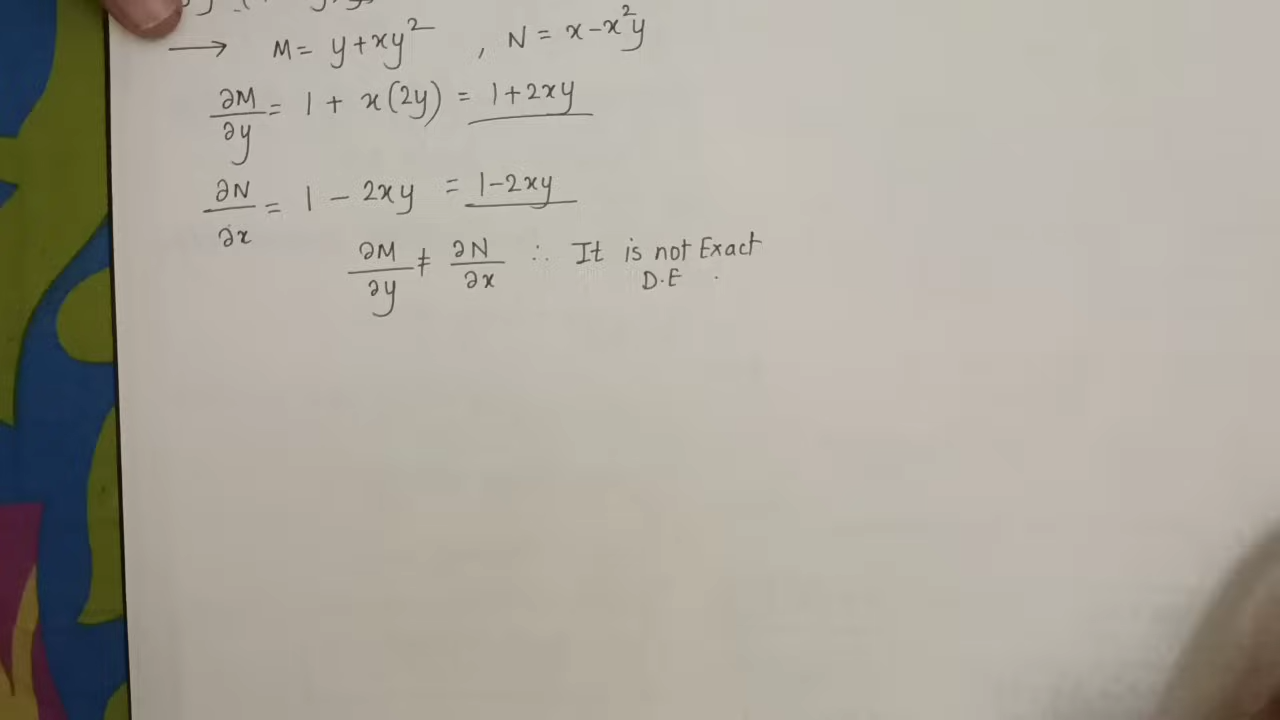 → M = y + xy² , N = x - x²y
∂M/∂y = 1 + x(2y) = 1+2xy
∂N/∂x = 1 - 2xy = 1-2xy
∂M/∂y ≠ ∂N/∂x ∴ It is not Exact
D.E.